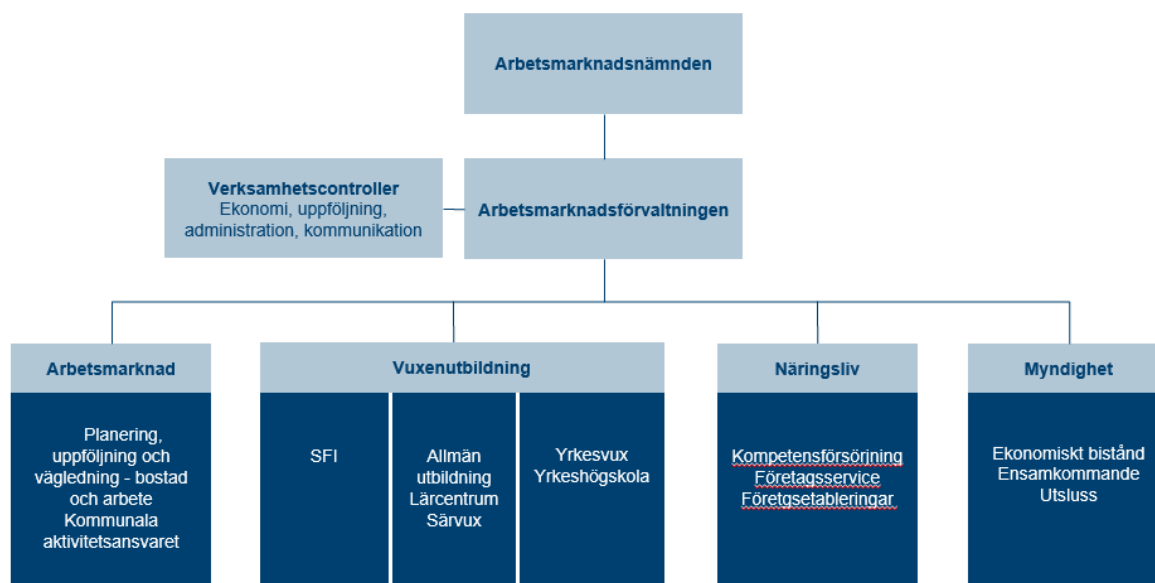 Arbetsmarknadsnämnden
Verksamhetscontroller
Ekonomi, uppföljning,
administration, kommunikation
Arbetsmarknadsförvaltningen
Arbetsmarknad
Planering,
uppföljning och
vägledning - bostad
och arbete
Kommunala
aktivitetsansvaret
Vuxenutbildning
SFI
Allmän
utbildning
Lärcentrum
Särvux
Yrkesvux
Yrkeshögskola
Näringsliv
Kompetensförsörjning
Företagsservice
Företgsetableringar
Myndighet
Ekonomiskt bistånd
Ensamkommande
Utsluss